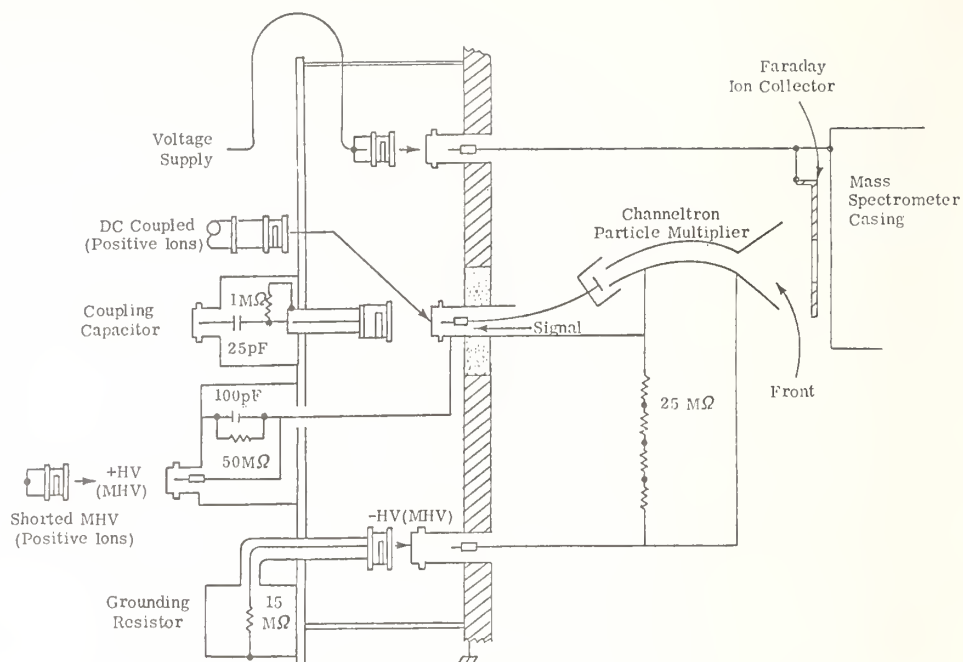 Faraday
Ion Collector
Voltage
Supply
Mass
Spectrometer
Casing
DC Coupled
(Positive Ions)
Channeltron
Particle Multiplier
Coupling
Capacitor
1MΩ
25pF
Signal
Front
100pF
50MΩ
25 MΩ
+HV
(MHV)
Shorted MHV
(Positive Ions)
-HV(MHV)
Grounding
Resistor
15
MΩ